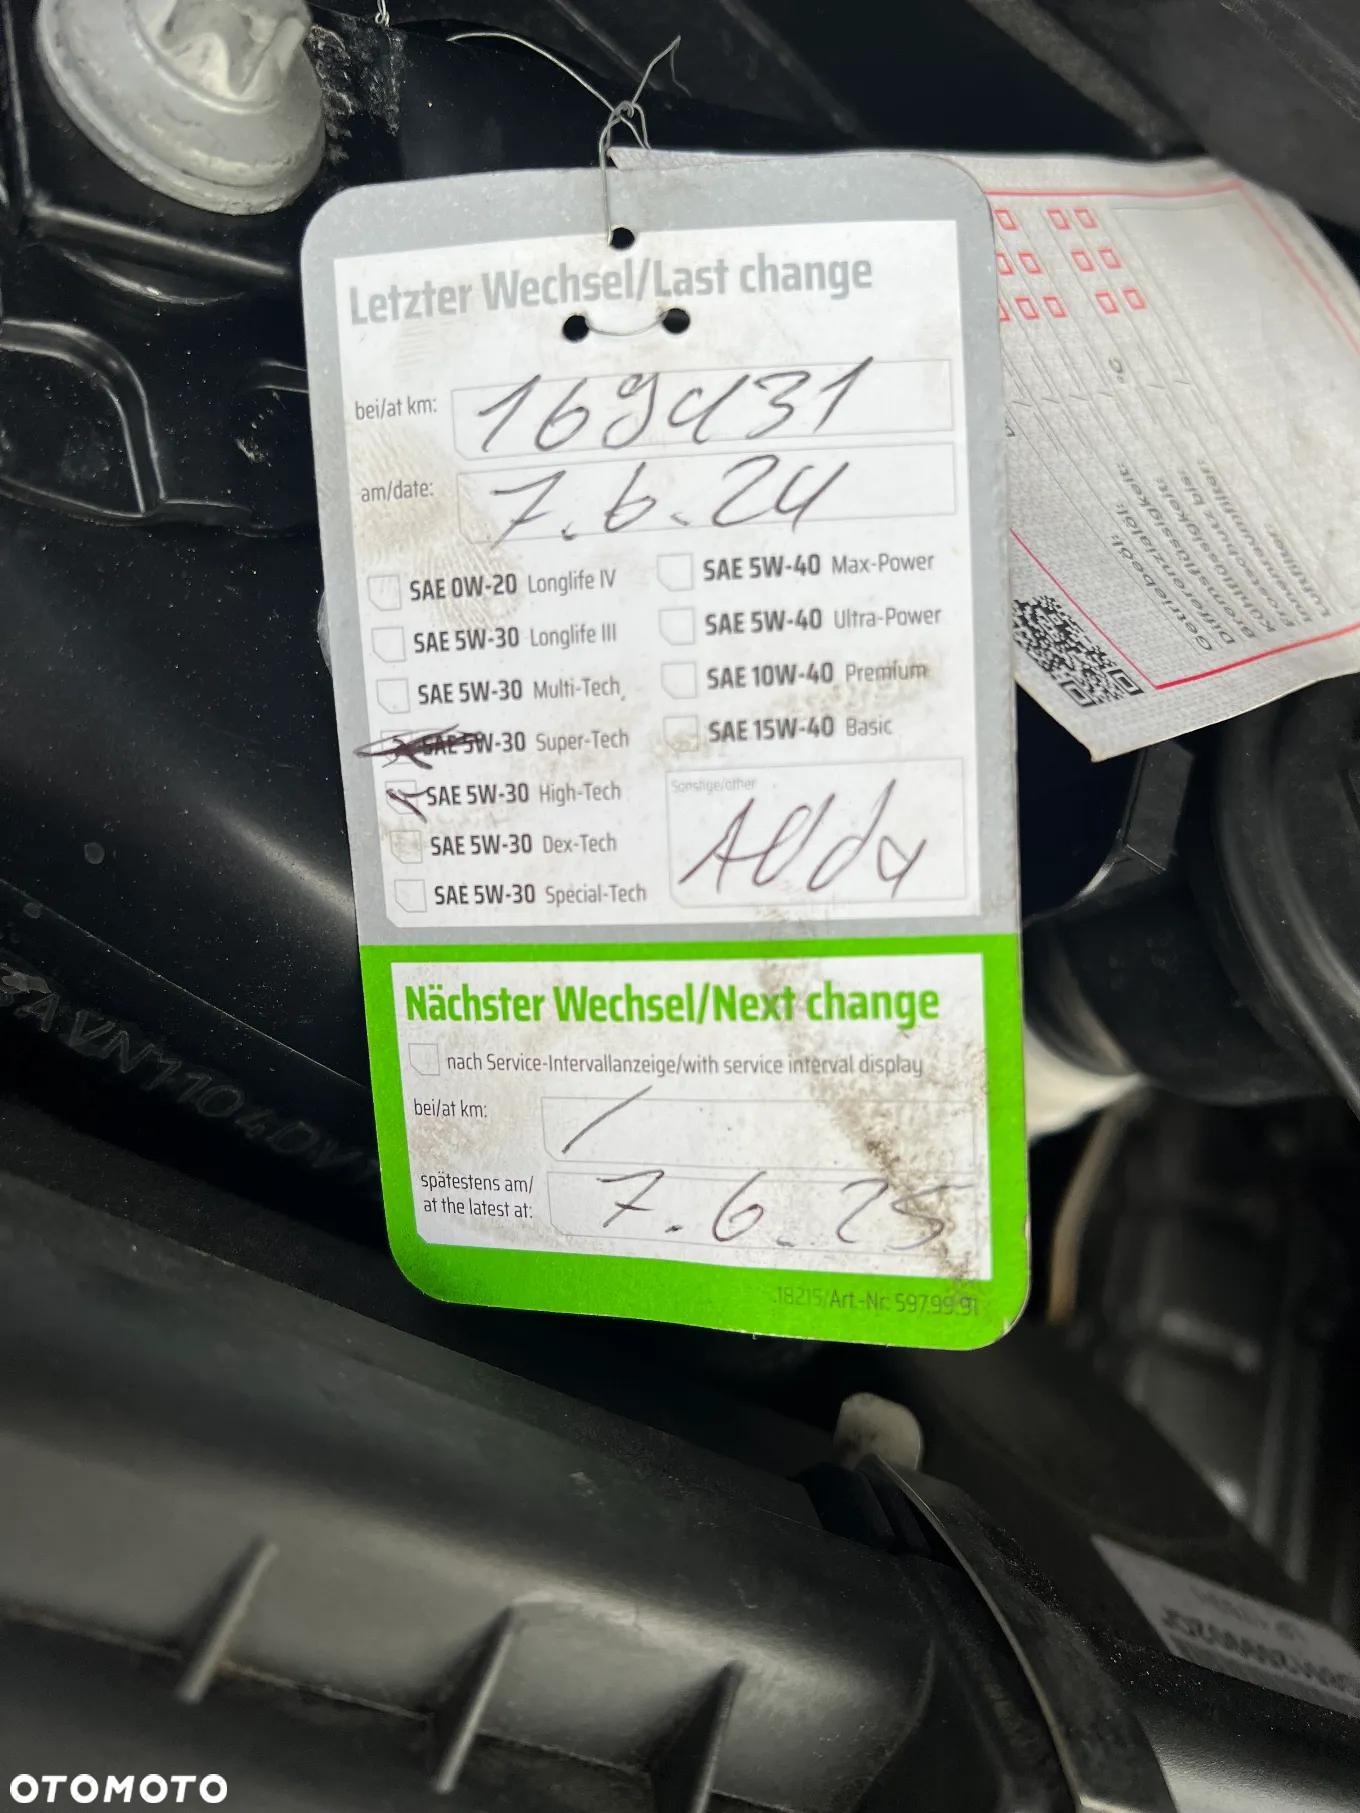 Letzter Wechsel/Last change
bei/at km: 169431
am/date: 7.6.24
SAE 0W-20 Longlife IV
SAE 5W-30 Longlife III
SAE 5W-30 Multi-Tech
SAE 5W-30 Super-Tech
SAE 5W-30 High-Tech
SAE 5W-30 Dex-Tech
SAE 5W-30 Special-Tech
SAE 5W-40 Max-Power
SAE 5W-40 Ultra-Power
SAE 10W-40 Premium
SAE 15W-40 Basic
Sonstige/other
Nächster Wechsel/Next change
nach Service-Intervallanzeige/with service interval display
bei/at km: /
spätestens am/
at the latest at: 7.6.25
18215/Art.-Nr. 597.99.91
Getriebeöl:
Differenzialöl:
Kühlflüssigkeit:
Frostschutz bis:
°C
OTOMOTO